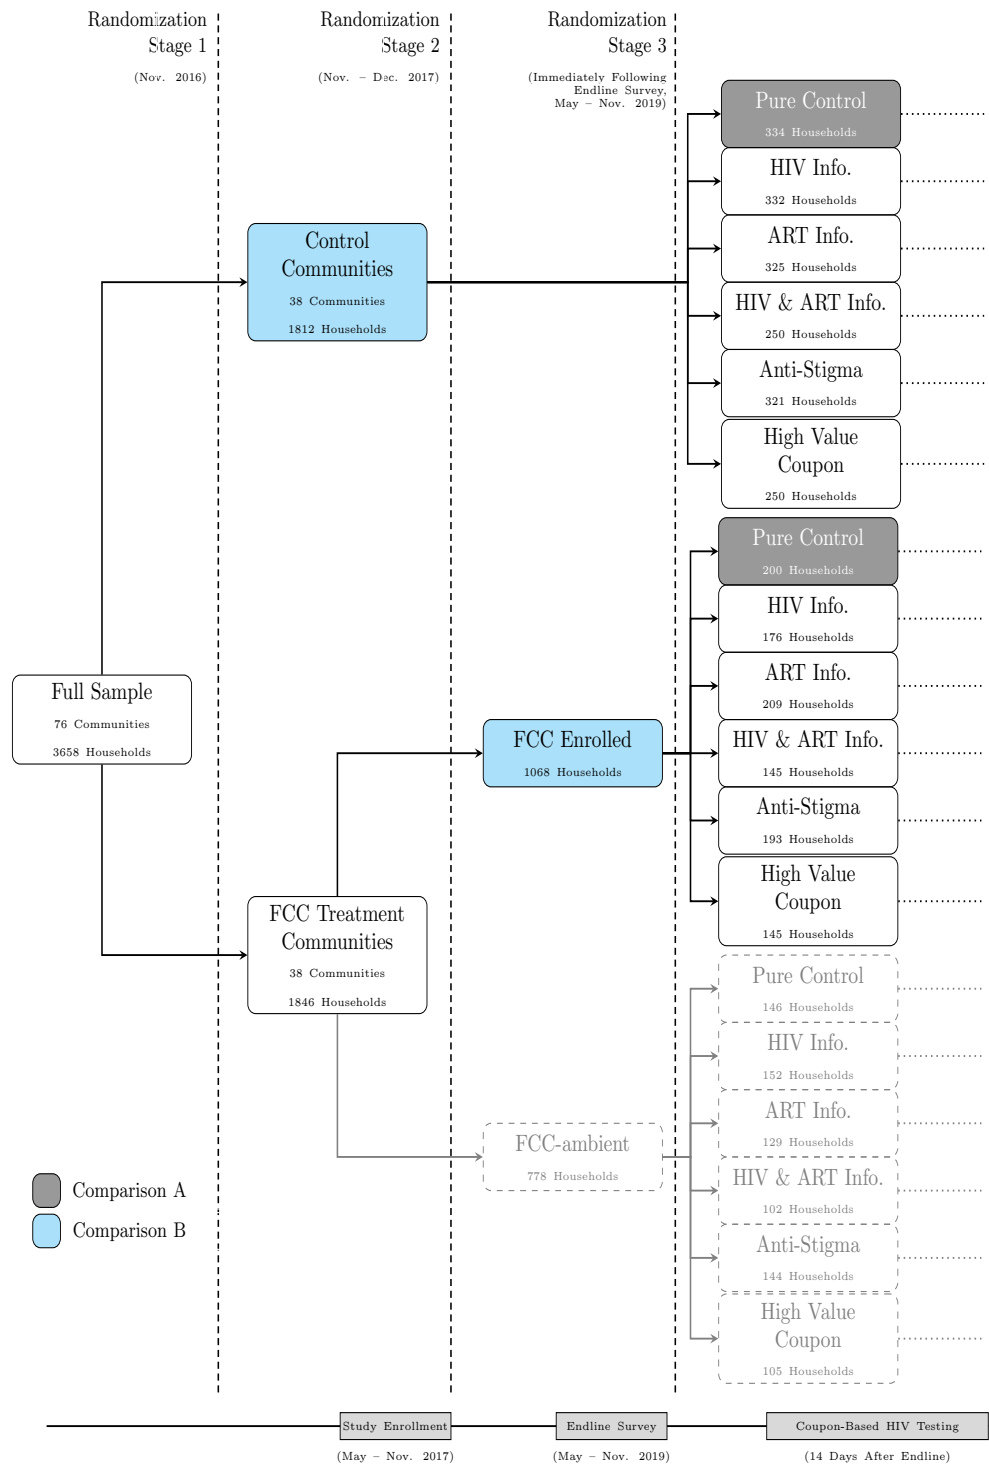 Randomization
Stage 1
(Nov. 2016)
Randomization
Stage 2
(Nov. – Dec. 2017)
Randomization
Stage 3
(Immediately Following
Endline Survey,
May – Nov. 2019)
Pure Control
334 Households
HIV Info.
332 Households
ART Info.
325 Households
HIV & ART Info.
250 Households
Anti-Stigma
321 Households
High Value
Coupon
250 Households
Control
Communities
38 Communities
1812 Households
Pure Control
200 Households
HIV Info.
176 Households
ART Info.
209 Households
HIV & ART Info.
145 Households
Anti-Stigma
193 Households
High Value
Coupon
145 Households
Full Sample
76 Communities
3658 Households
FCC Enrolled
1068 Households
FCC Treatment
Communities
38 Communities
1846 Households
Pure Control
146 Households
HIV Info.
152 Households
ART Info.
129 Households
HIV & ART Info.
102 Households
Anti-Stigma
144 Households
High Value
Coupon
105 Households
FCC-ambient
778 Households
Comparison A
Comparison B
Study Enrollment
(May – Nov. 2017)
Endline Survey
(May – Nov. 2019)
Coupon-Based HIV Testing
(14 Days After Endline)